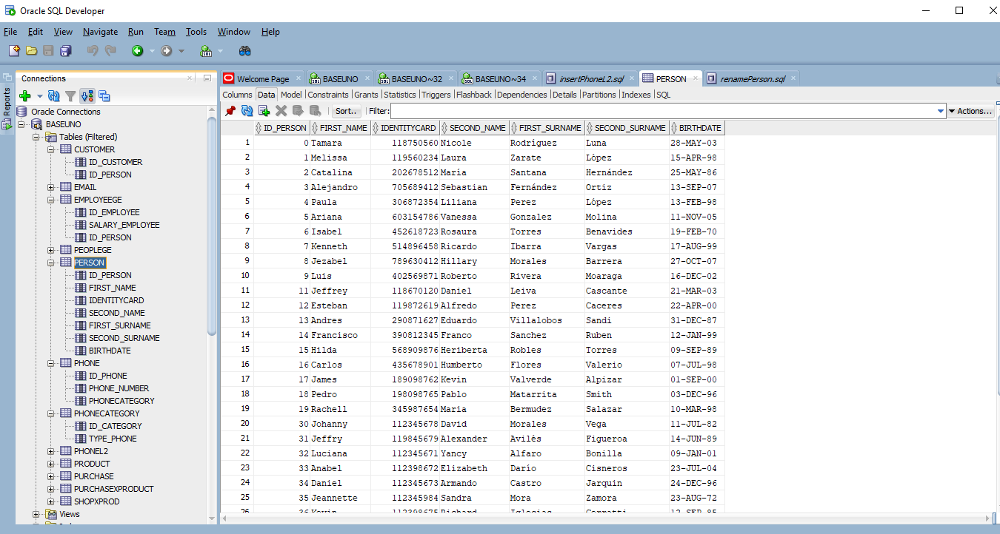 Oracle SQL Developer
File Edit View Navigate Run Team Tools Window Help
Reports
Connections
Oracle Connections
BASEUNO
Tables (Filtered)
CUSTOMER
ID_CUSTOMER
ID_PERSON
EMAIL
EMPLOYEEGE
ID_EMPLOYEE
SALARY_EMPLOYEE
ID_PERSON
PEOPLEGE
PERSON
ID_PERSON
FIRST_NAME
IDENTITYCARD
SECOND_NAME
FIRST_SURNAME
SECOND_SURNAME
BIRTHDATE
PHONE
ID_PHONE
PHONE_NUMBER
PHONECATEGORY
PHONECATEGORY
ID_CATEGORY
TYPE_PHONE
PHONEL2
PRODUCT
PURCHASE
PURCHASEXPRODUCT
SHOPXPROD
Views
Welcome Page BASEUNO BASEUNO~32 BASEUNO~34 insertPhoneL2.sql PERSON renamePerson.sql
Columns Data Model Constraints Grants Statistics Triggers Flashback Dependencies Details Partitions Indexes SQL
Sort.. Filter: Actions...
ID_PERSON FIRST_NAME IDENTITYCARD SECOND_NAME FIRST_SURNAME SECOND_SURNAME BIRTHDATE
1 0 Tamara 118750560 Nicole Rodríguez Luna 28-MAY-03
2 1 Melissa 119560234 Laura Zarate López 15-APR-98
3 2 Catalina 202678512 María Santana Hernández 25-MAY-86
4 3 Alejandro 705689412 Sebastian Fernández Ortiz 13-SEP-07
5 4 Paula 306872354 Liliana Perez López 13-FEB-98
6 5 Ariana 603154786 Vanessa Gonzalez Molina 11-NOV-05
7 6 Isabel 452618723 Rosaura Torres Benavides 19-FEB-70
8 7 Kenneth 514896458 Ricardo Ibarra Vargas 17-AUG-99
9 8 Jezabel 789630412 Hillary Morales Barrera 27-OCT-07
10 9 Luis 402569871 Roberto Rivera Moaraga 16-DEC-02
11 11 Jeffrey 118670120 Daniel Leiva Cascante 21-MAR-03
12 12 Esteban 119872619 Alfredo Perez Caceres 22-APR-00
13 13 Andres 290871627 Eduardo Villalobos Sandi 31-DEC-87
14 14 Francisco 390812345 Franco Sanchez Ruben 12-JAN-99
15 15 Hilda 568909876 Heriberta Robles Torres 09-SEP-89
16 16 Carlos 435678901 Humberto Flores Valerio 07-JUL-98
17 17 James 189098762 Kevin Valverde Alpizar 01-SEP-00
18 18 Pedro 198098765 Pablo Matarrita Smith 03-DEC-96
19 19 Rachell 345987654 Maria Bermudez Salazar 10-MAR-98
20 30 Johanny 112345678 David Morales Vega 11-JUL-82
21 31 Jeffry 119845679 Alexander Avilés Figueroa 14-JUN-89
22 32 Luciana 112345671 Yancy Alfaro Bonilla 09-JAN-01
23 33 Anabel 112398672 Elizabeth Darío Cisneros 23-JUL-04
24 34 Daniel 112345673 Armando Castro Jarquin 24-DEC-96
25 35 Jeannette 112345984 Sandra Mora Zamora 23-AUG-72
26 36 Kevin 112398675 Richard Iglesias 12-SEP-85